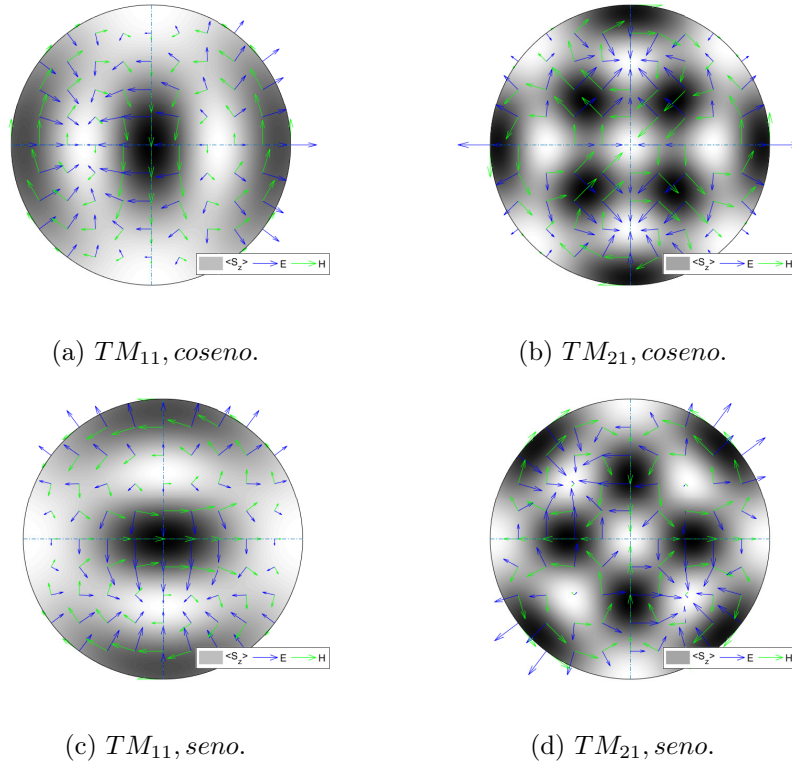 <S_z> E H
<S_z> E H
(a) TM_{11}, coseno.
(b) TM_{21}, coseno.
<S_z> E H
<S_z> E H
(c) TM_{11}, seno.
(d) TM_{21}, seno.